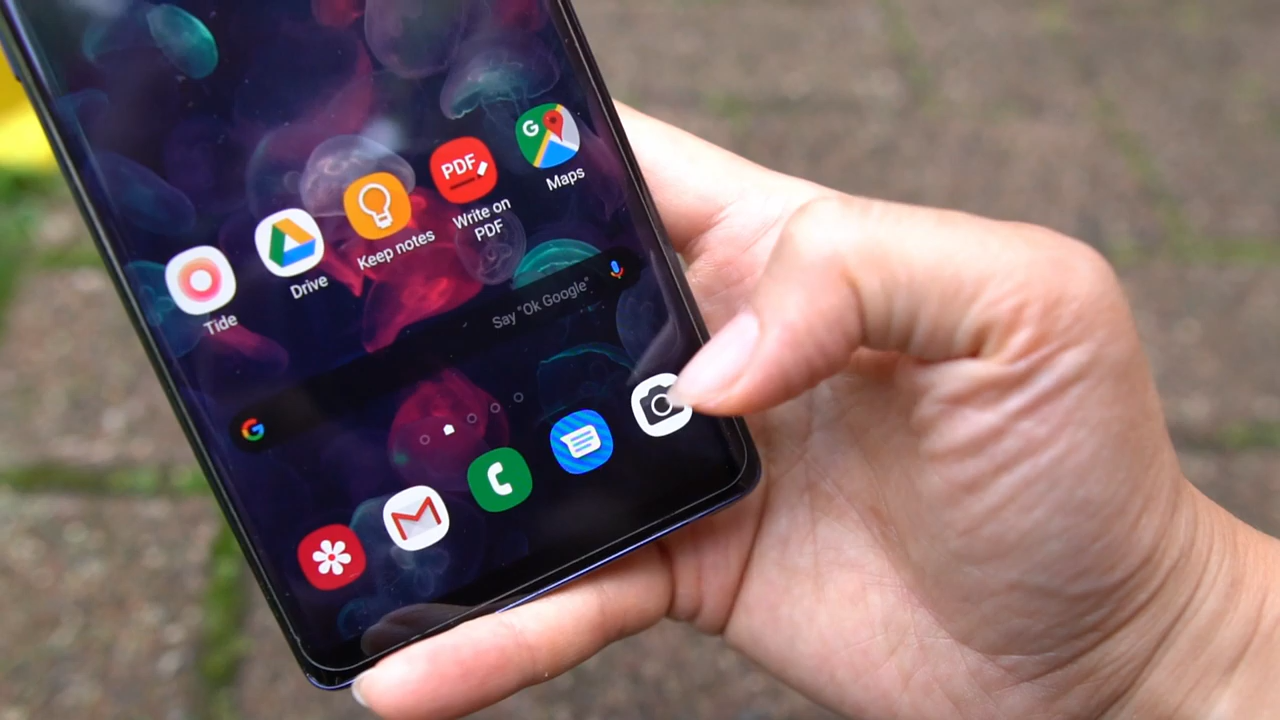 Tide
Drive
Keep notes
PDF
Write on
PDF
G
Maps
Say "Ok Google"
G
M